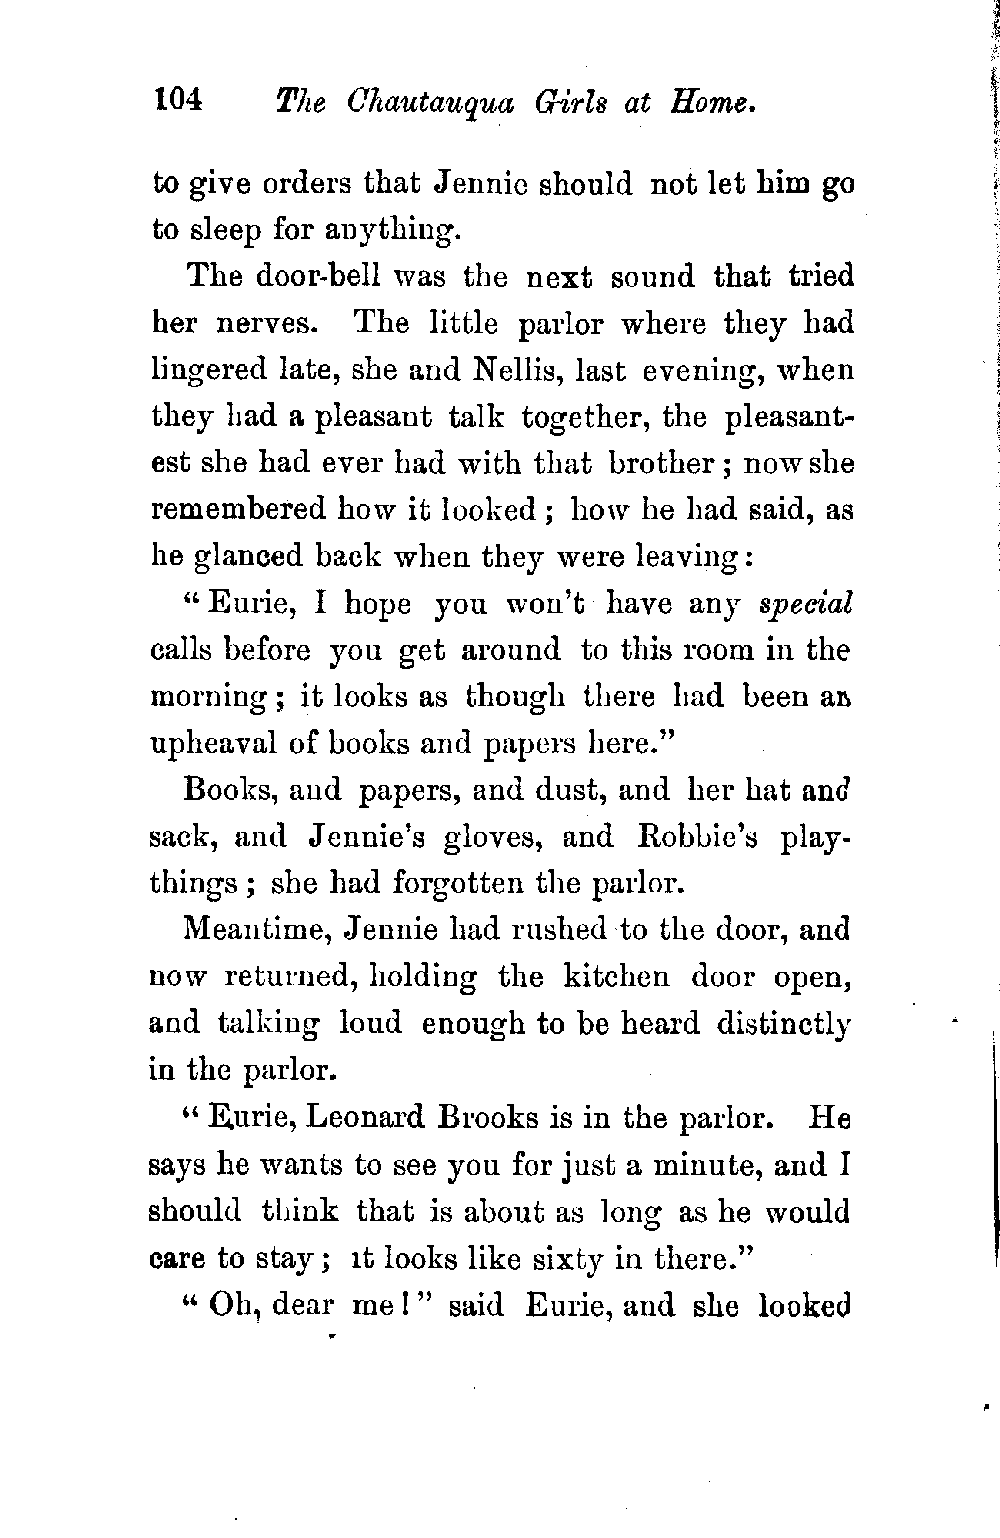 104 The Chautauqua Girls at Home.
to give orders that Jennie should not let him go
to sleep for anything.
The door-bell was the next sound that tried
her nerves. The little parlor where they had
lingered late, she and Nellis, last evening, when
they had a pleasant talk together, the pleasant-
est she had ever had with that brother; now she
remembered how it looked; how he had said, as
he glanced back when they were leaving:
"Eurie, I hope you won't have any special
calls before you get around to this room in the
morning; it looks as though there had been an
upheaval of books and papers here."
Books, and papers, and dust, and her hat and
sack, and Jennie's gloves, and Robbie's play-
things; she had forgotten the parlor.
Meantime, Jennie had rushed to the door, and
now returned, holding the kitchen door open,
and talking loud enough to be heard distinctly
in the parlor.
"Eurie, Leonard Brooks is in the parlor. He
says he wants to see you for just a minute, and I
should think that is about as long as he would
care to stay; it looks like sixty in there."
"Oh, dear me!" said Eurie, and she looked